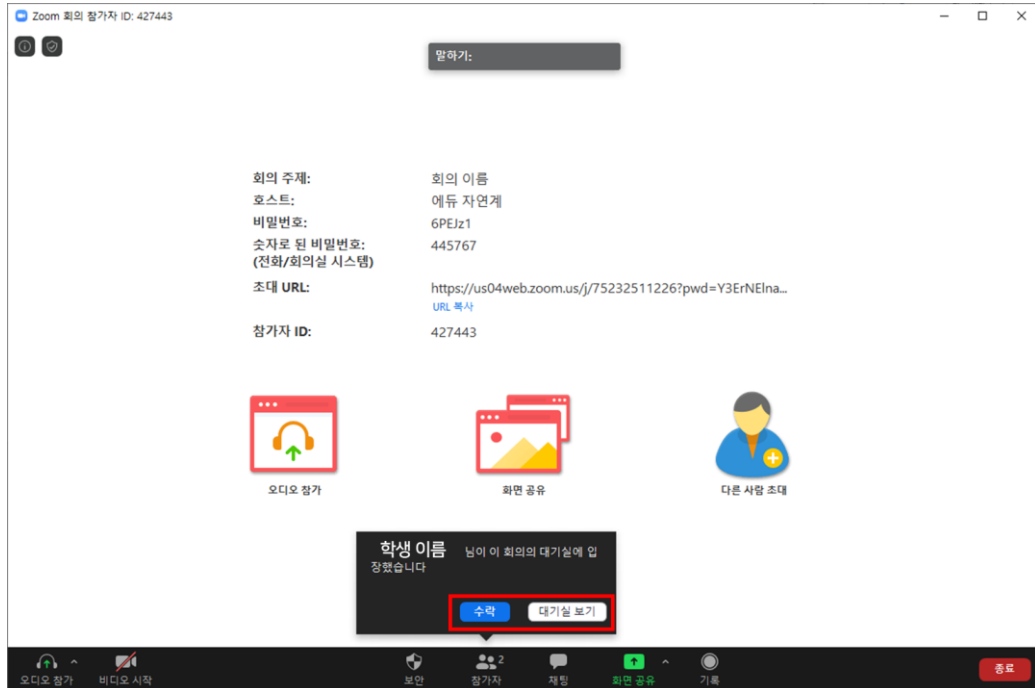 Zoom 회의 참가자 ID: 427443
말하기:
회의 주제: 회의 이름
호스트: 에듀 자연계
비밀번호: 6PEJz1
숫자로 된 비밀번호: 445767
(전화/회의실 시스템)
초대 URL: https://us04web.zoom.us/j/75232511226?pwd=Y3ErNElna...
URL 복사
참가자 ID: 427443
오디오 참가 화면 공유 다른 사람 초대
학생 이름 님이 이 회의의 대기실에 입
장했습니다
수락 대기실 보기
2
오디오 참가 비디오 시작 보안 참가자 채팅 화면 공유 기록 종료